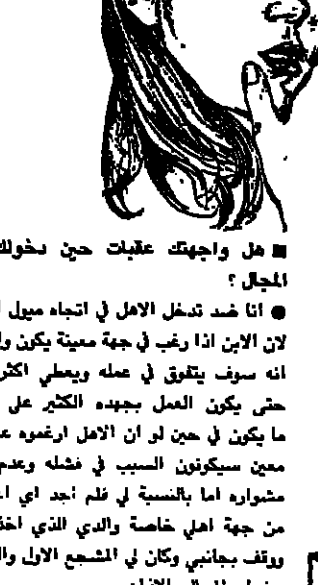 ■ هل واجهتك عقبات حين دخولك
المجال ؟
● انا ضد تدخل الاهل في اتجاه ميول
لان الابن اذا رغب في جهة معينة يكون
انه سوف يتفوق في عمله ويعطي اكثر
حتى يكون العمل بجهده الكثير على
ما يكون في حين لو ان الاهل ارغموه
معين سيكونون السبب في فشله وعدم
مشواره اما بالنسبة لي فلم اجد اي
من جهة اهلي خاصة والدي الذي
ووقف بجانبي وكان لي المشجع الاول